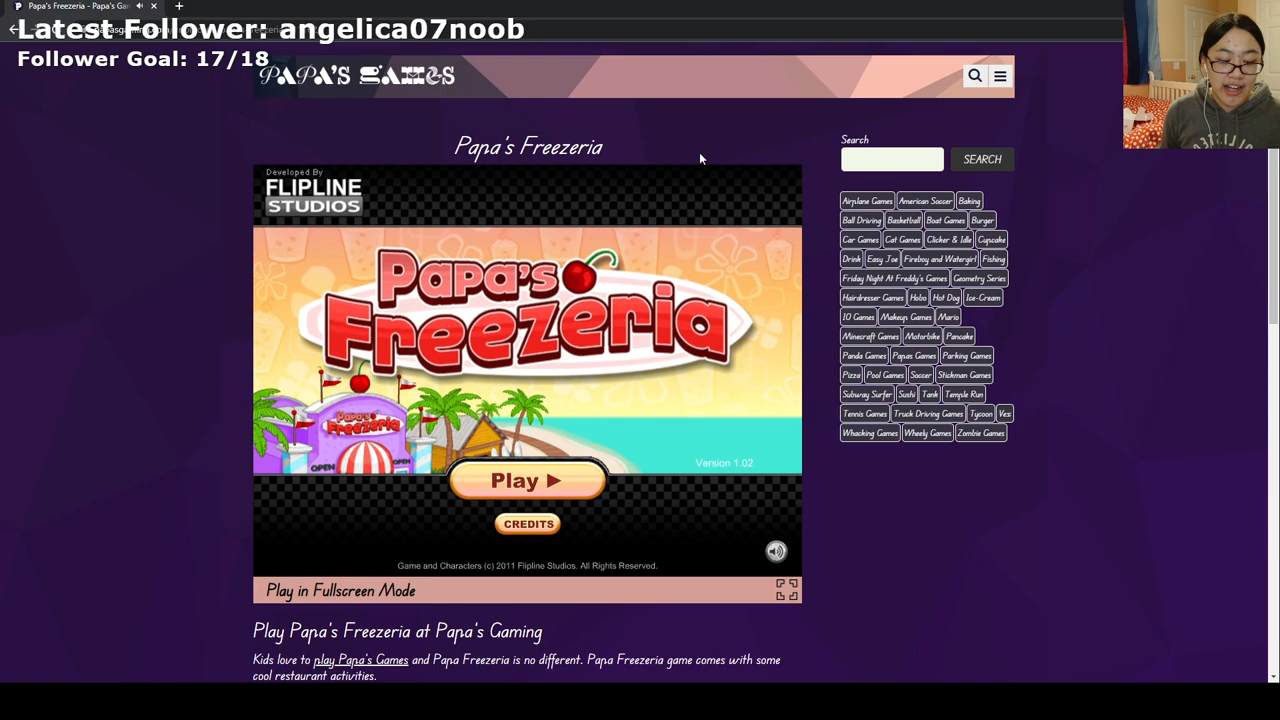 Papa's Freezeria - Papa's Gam
Latest Follower: angelica07noob
Follower Goal: 17/18
PAPA'S GAMES
Papa's Freezeria
Search
SEARCH
Developed By
FLIPLINE
STUDIOS
Papa's
Freezeria
Papa's
Freezeria
OPEN OPEN
Version 1.02
Play
CREDITS
Game and Characters (c) 2011 Flipline Studios. All Rights Reserved.
Play in Fullscreen Mode
Airplane Games American Soccer Baking
Ball Driving Basketball Boat Games Burger
Car Games Cat Games Clicker & Idle Cupcake
Drink Easy Joe Fireboy and Watergirl Fishing
Friday Night At Freddy's Games Geometry Series
Hairdresser Games Hobo Hot Dog Ice-Cream
IO Games Makeup Games Mario
Minecraft Games Motorbike Pancake
Panda Games Papas Games Parking Games
Pizza Pool Games Soccer Stickman Games
Subway Surfer Sushi Tank Temple Run
Tennis Games Truck Driving Games Tycoon Vex
Whacking Games Wheely Games Zombie Games
Play Papa's Freezeria at Papa's Gaming
Kids love to play Papa's Games and Papa Freezeria is no different. Papa Freezeria game comes with some
cool restaurant activities.